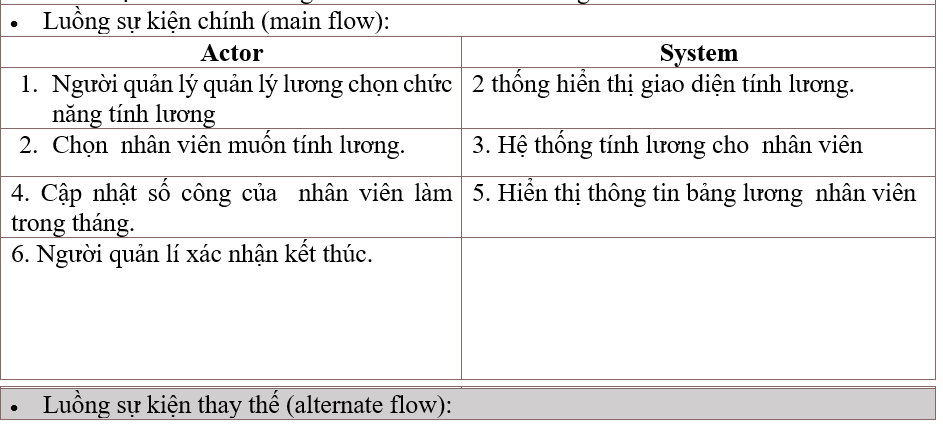 • Luồng sự kiện chính (main flow):
Actor
System
1. Người quản lý quản lý lương chọn chức
năng tính lương
2 thống hiển thị giao diện tính lương.
2. Chọn nhân viên muốn tính lương.
3. Hệ thống tính lương cho nhân viên
4. Cập nhật số công của nhân viên làm
trong tháng.
5. Hiển thị thông tin bảng lương nhân viên
6. Người quản lí xác nhận kết thúc.
• Luồng sự kiện thay thế (alternate flow):